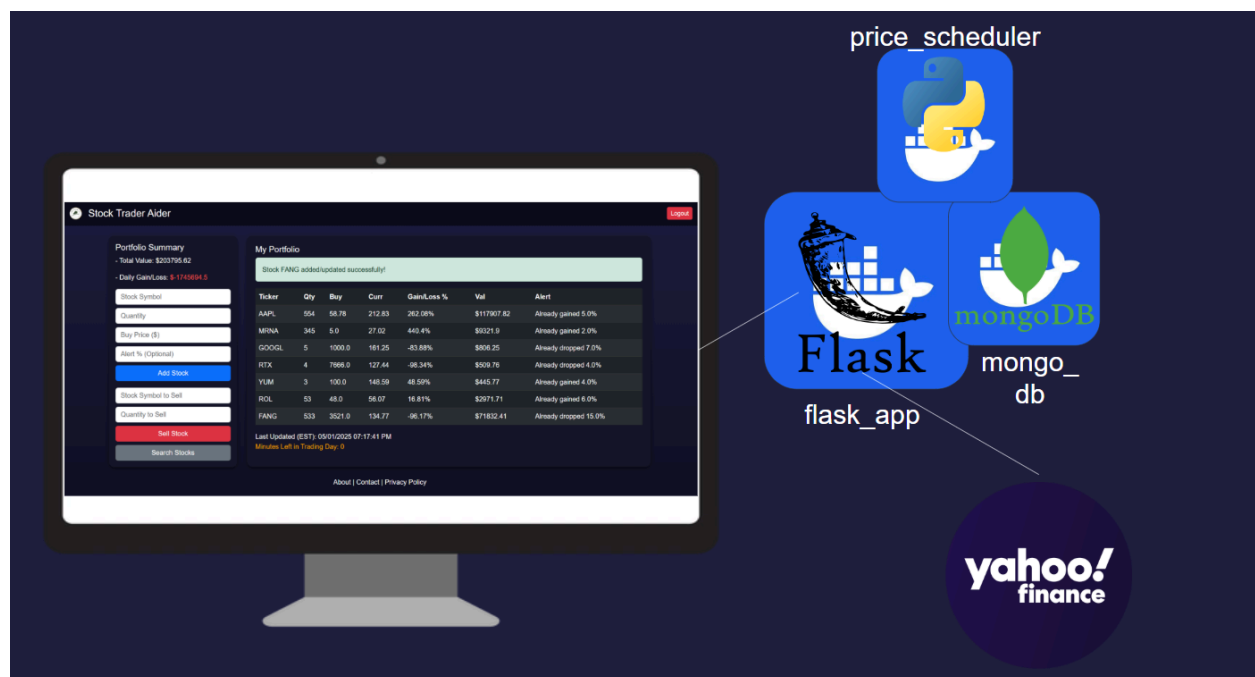 price_scheduler
Stock Trader Aider
Logout
Portfolio Summary
- Total Value: $203795.62
- Daily Gain/Loss: $-1745694.5
Stock Symbol
Quantity
Buy Price ($)
Alert % (Optional)
Add Stock
Stock Symbol to Sell
Quantity to Sell
Sell Stock
Search Stocks
My Portfolio
Stock FANG added/updated successfully!
Ticker Qty Buy Curr Gain/Loss % Val Alert
AAPL 554 58.78 212.83 262.08% $117907.82 Already gained 5.0%
MRNA 345 5.0 27.02 440.4% $9321.9 Already gained 2.0%
GOOGL 5 1000.0 161.25 -83.88% $806.25 Already dropped 7.0%
RTX 4 7666.0 127.44 -98.34% $509.76 Already dropped 4.0%
YUM 3 100.0 148.59 48.59% $445.77 Already gained 4.0%
ROL 53 48.0 56.07 16.81% $2971.71 Already gained 6.0%
FANG 533 3521.0 134.77 -96.17% $71832.41 Already dropped 15.0%
Last Updated (EST): 05/01/2025 07:17:41 PM
Minutes Left in Trading Day: 0
About | Contact | Privacy Policy
Flask
flask_app
mongoDB
mongo_
db
yahoo!
finance